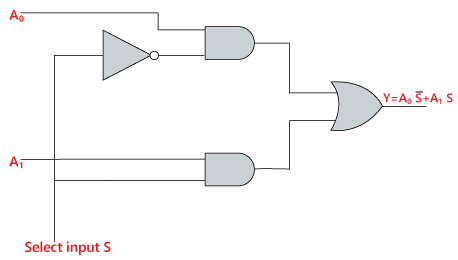 A₀
Y=A₀ S̅+A₁ S
A₁
Select input S